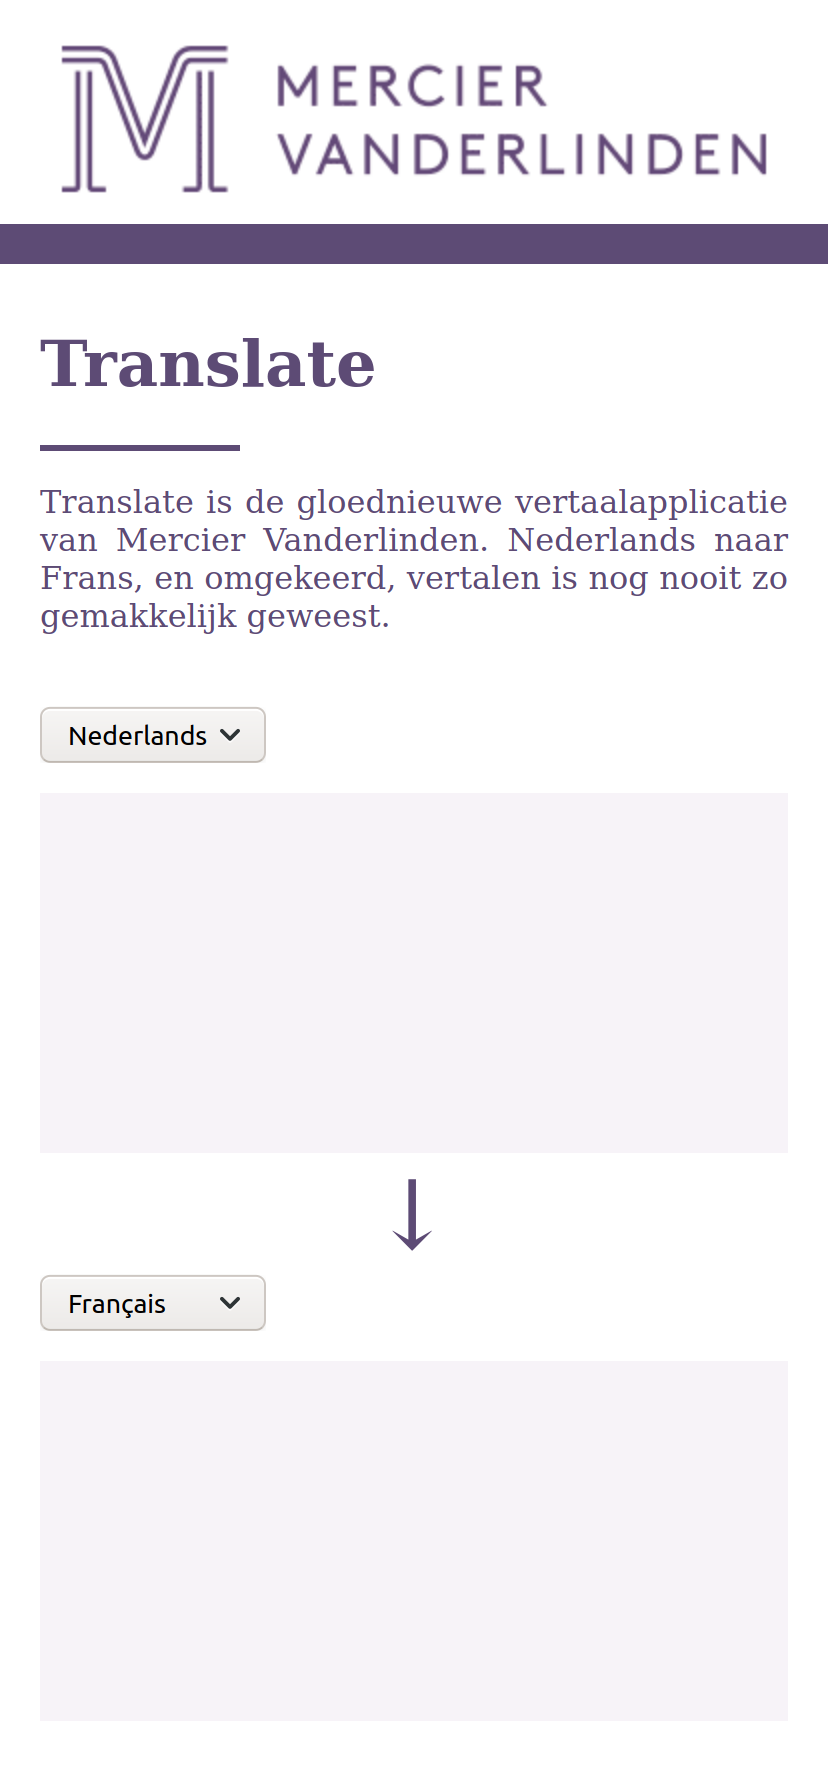 MERCIER
VANDERLINDEN
Translate
Translate is de gloednieuwe vertaalapplicatie
van Mercier Vanderlinden. Nederlands naar
Frans, en omgekeerd, vertalen is nog nooit zo
gemakkelijk geweest.
Nederlands
Français